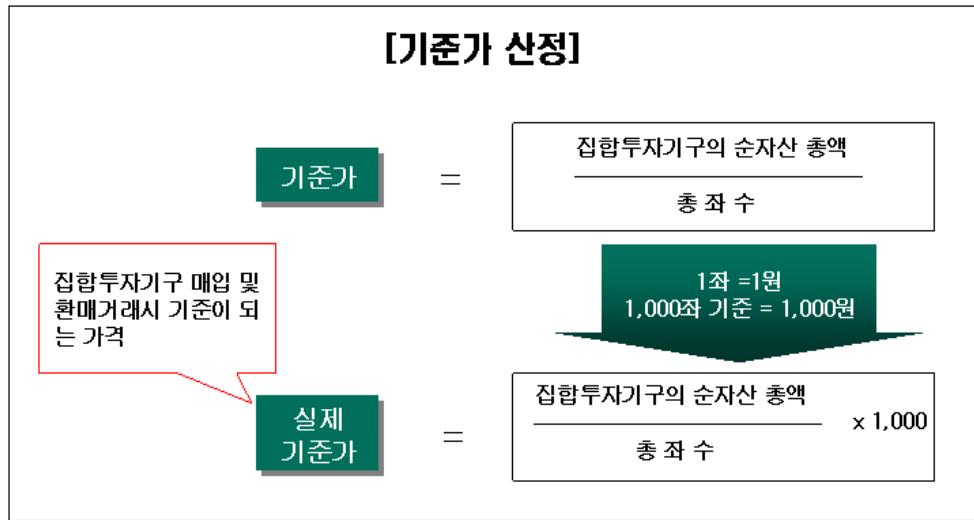 [기준가 산정]
기준가
=
집합투자기구의 순자산 총액
총 좌 수
1좌 =1원
1,000좌 기준 = 1,000원
집합투자기구 매입 및
환매거래시 기준이 되
는 가격
실제
기준가
=
집합투자기구의 순자산 총액
총 좌 수
x 1,000